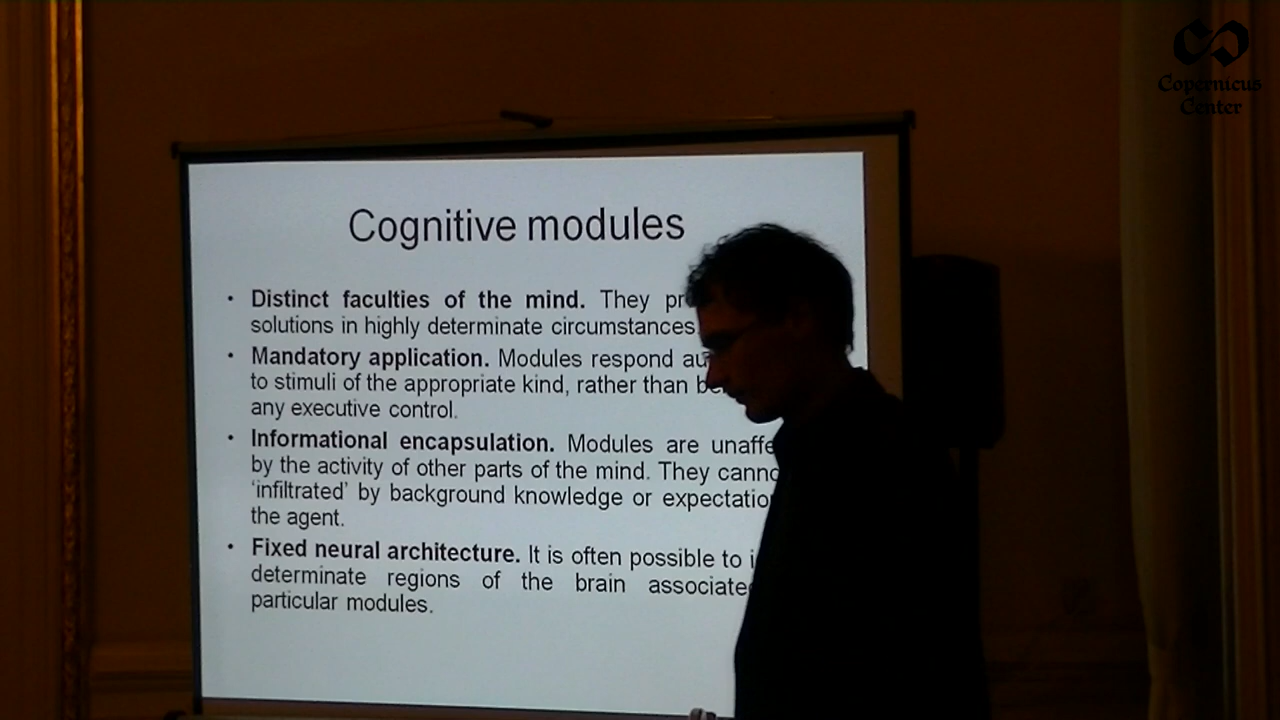 Copernicus
Center
Cognitive modules
• Distinct faculties of the mind. They
solutions in highly determinate circumstances
• Mandatory application. Modules respond
to stimuli of the appropriate kind, rather than
any executive control.
• Informational encapsulation. Modules are
by the activity of other parts of the mind. They
'infiltrated' by background knowledge or
the agent.
• Fixed neural architecture. It is often possible to
determinate regions of the brain
particular modules.